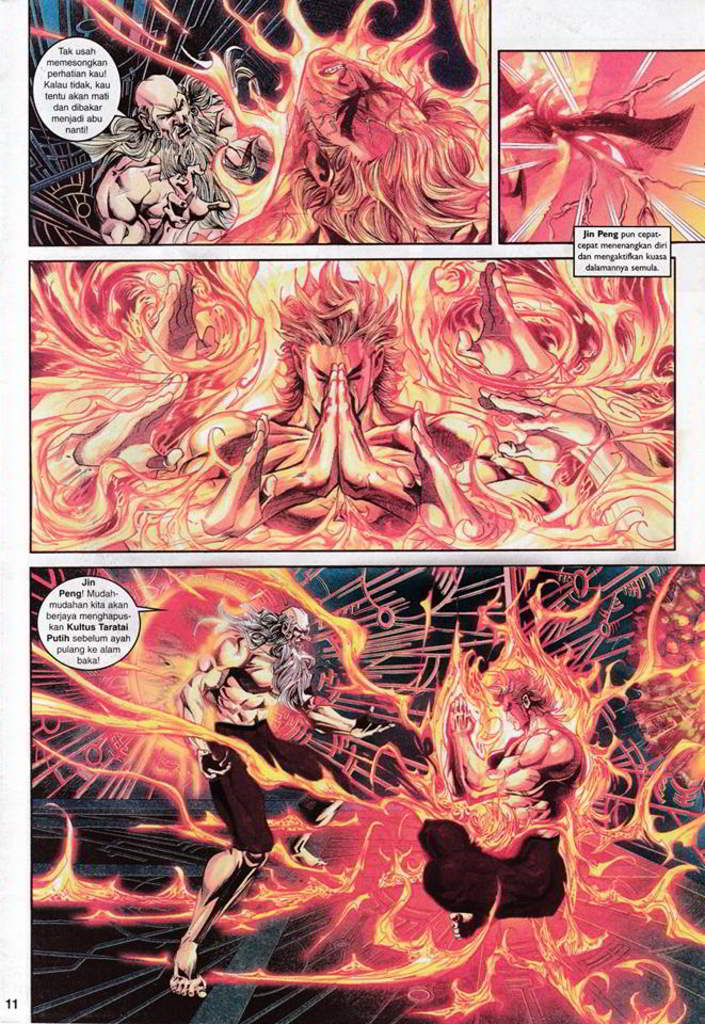 Tak usah
memesongkan
perhatian kau!
Kalau tidak, kau
tentu akan mati
dan dibakar
menjadi abu
nanti!
Jin Peng pun cepat-
cepat menenangkan diri
dan mengaktifkan kuasa
dalamannya semula.
Jin
Peng! Mudah-
mudahan kita akan
berjaya menghapus-
kan Kultus Taratai
Putih sebelum ayah
pulang ke alam
baka!
11